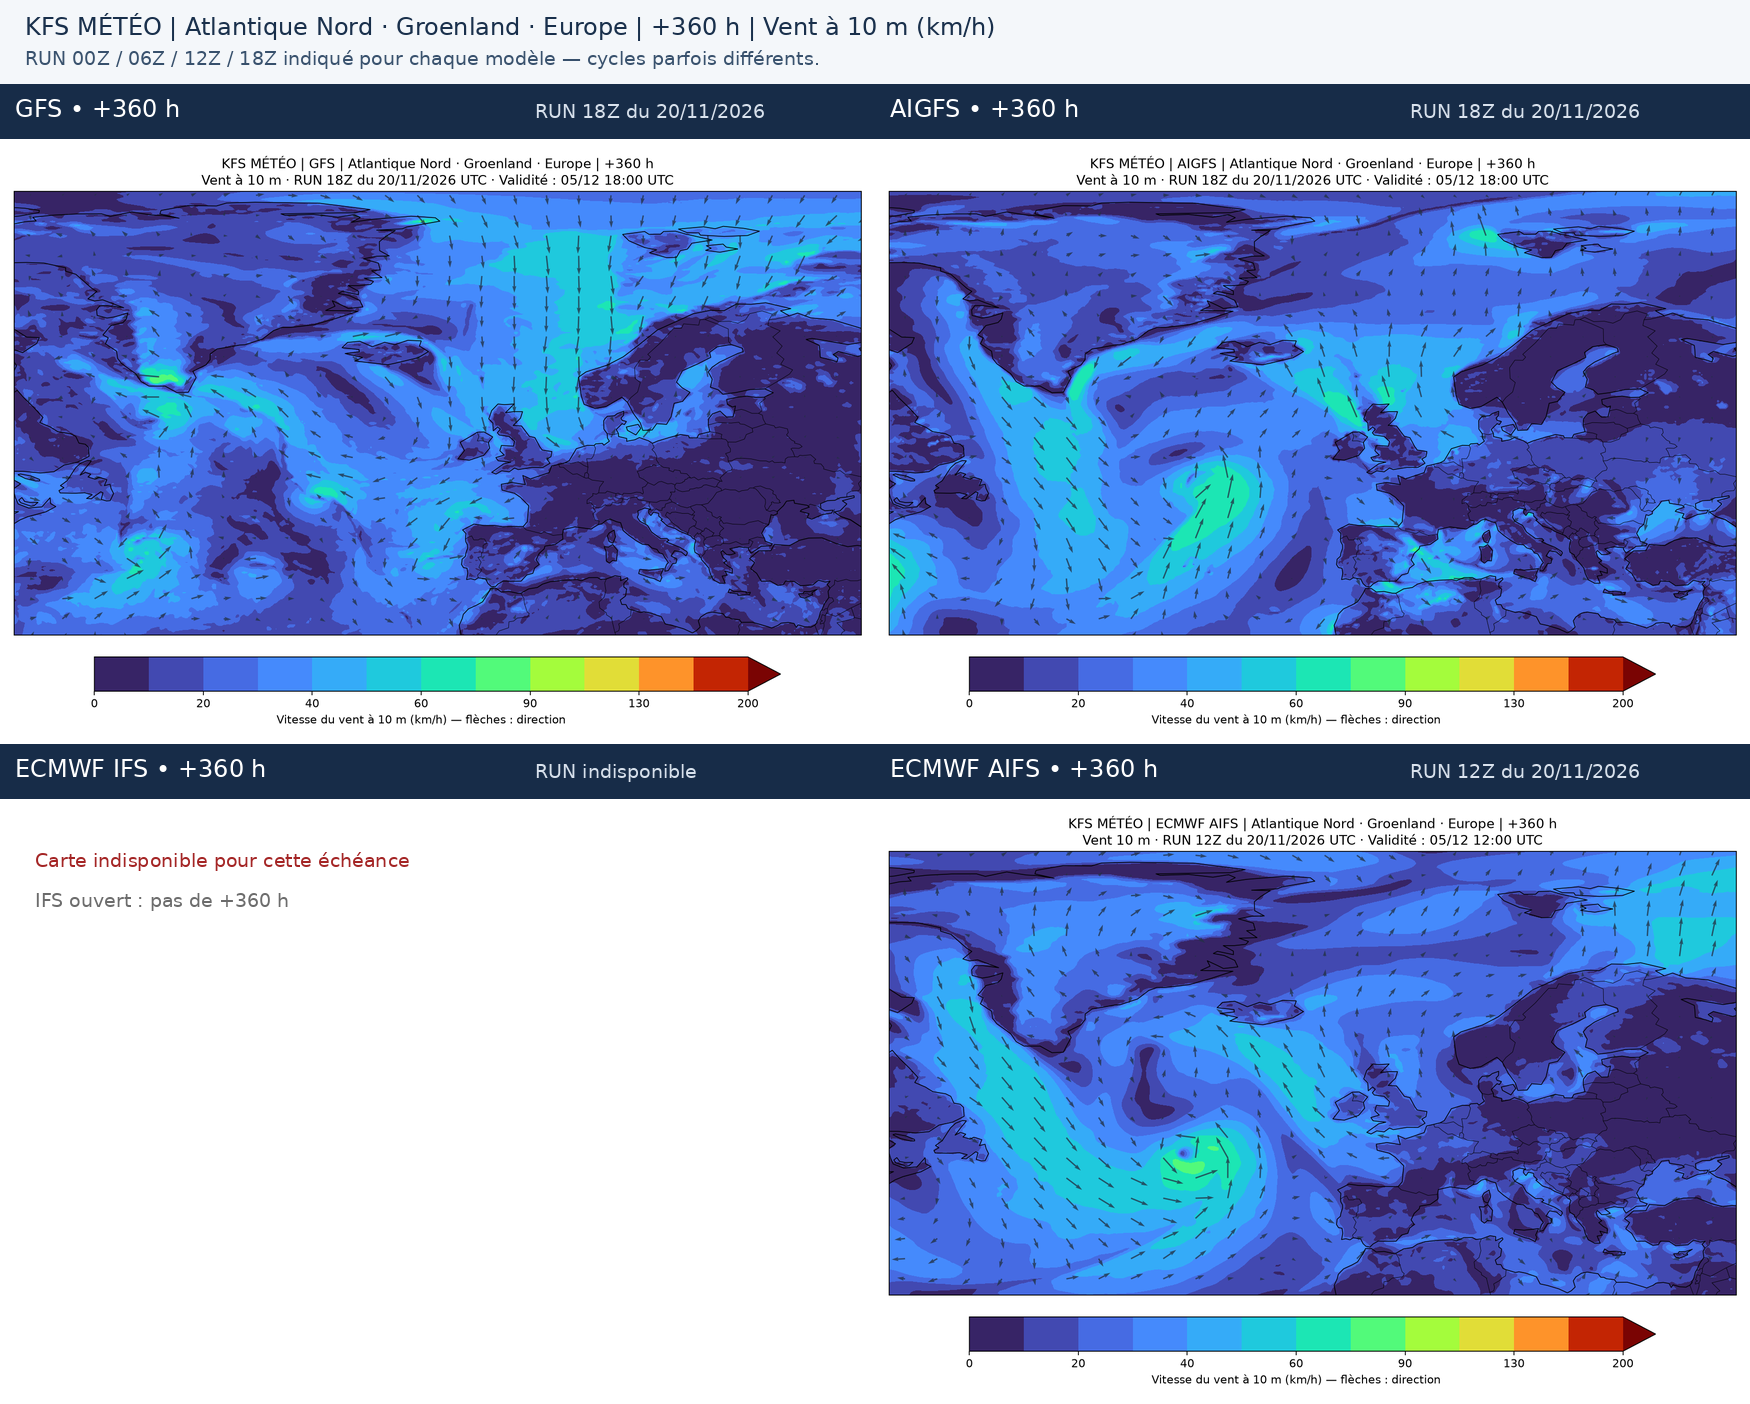 KFS MÉTÉO | Atlantique Nord · Groenland · Europe | +360 h | Vent à 10 m (km/h)
RUN 00Z / 06Z / 12Z / 18Z indiqué pour chaque modèle — cycles parfois différents.
GFS • +360 h
RUN 18Z du 20/11/2026
KFS MÉTÉO | GFS | Atlantique Nord · Groenland · Europe | +360 h
Vent à 10 m · RUN 18Z du 20/11/2026 UTC · Validité : 05/12 18:00 UTC
0 20 40 60 90 130 200
Vitesse du vent à 10 m (km/h) — flèches : direction
AIGFS • +360 h
RUN 18Z du 20/11/2026
KFS MÉTÉO | AIGFS | Atlantique Nord · Groenland · Europe | +360 h
Vent à 10 m · RUN 18Z du 20/11/2026 UTC · Validité : 05/12 18:00 UTC
0 20 40 60 90 130 200
Vitesse du vent à 10 m (km/h) — flèches : direction
ECMWF IFS • +360 h
RUN indisponible
Carte indisponible pour cette échéance
IFS ouvert : pas de +360 h
ECMWF AIFS • +360 h
RUN 12Z du 20/11/2026
KFS MÉTÉO | ECMWF AIFS | Atlantique Nord · Groenland · Europe | +360 h
Vent 10 m · RUN 12Z du 20/11/2026 UTC · Validité : 05/12 12:00 UTC
0 20 40 60 90 130 200
Vitesse du vent à 10 m (km/h) — flèches : direction